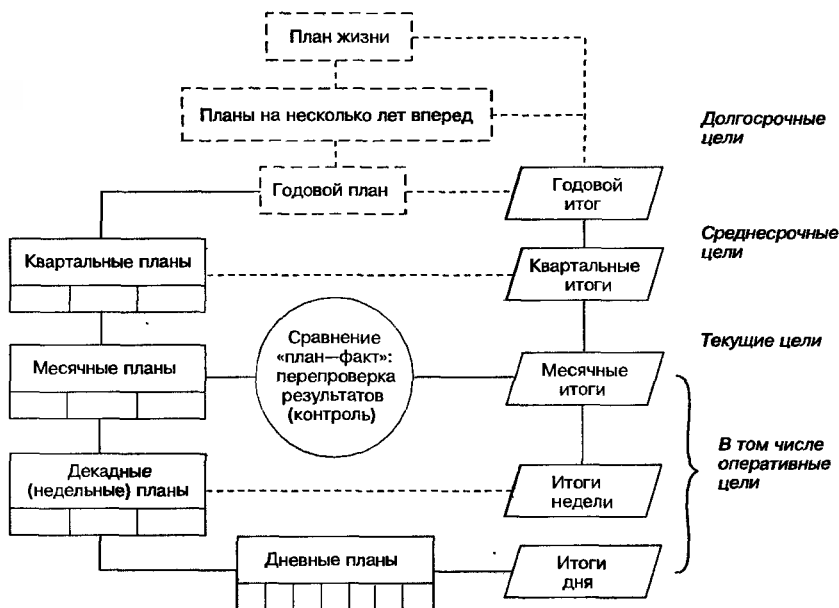 План жизни
Планы на несколько лет вперед
Долгосрочные
цели
Годовой план
Годовой
итог
Среднесрочные
цели
Квартальные планы
Квартальные
итоги
Сравнение
«план—факт»:
перепроверка
результатов
(контроль)
Текущие цели
Месячные планы
Месячные
итоги
В том числе
оперативные
цели
Декадные
(недельные) планы
Итоги
недели
Дневные планы
Итоги
дня